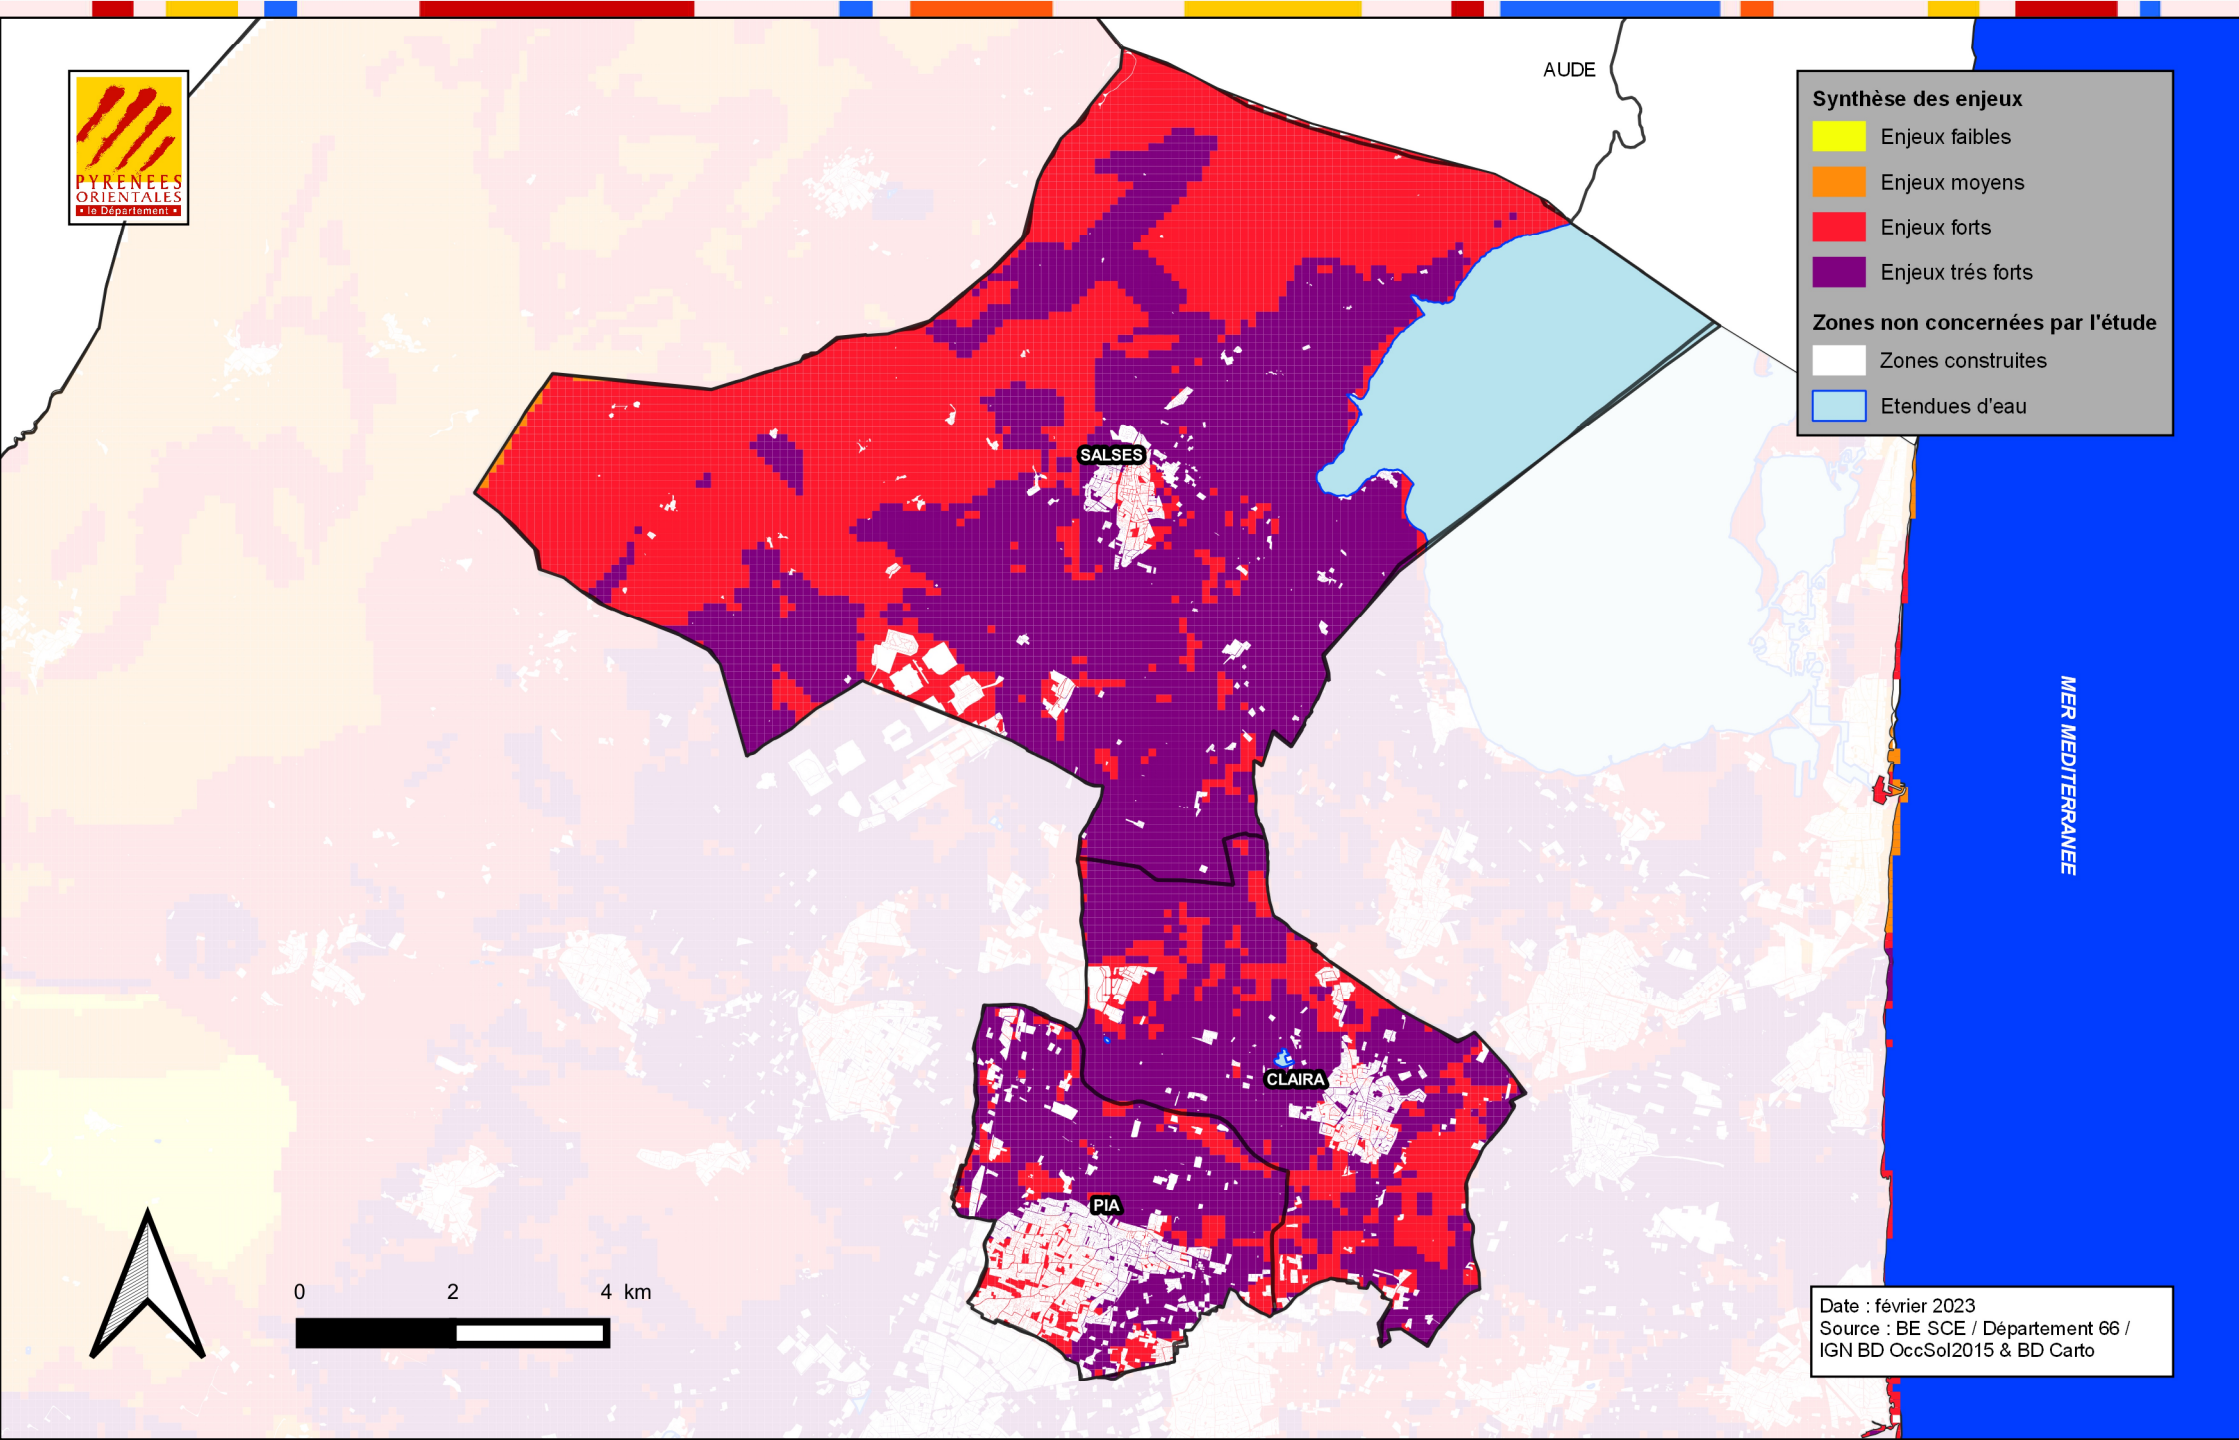 AUDE
PYRENEES
ORIENTALES
• le Département •
Synthèse des enjeux
Enjeux faibles
Enjeux moyens
Enjeux forts
Enjeux trés forts
Zones non concernées par l'étude
Zones construites
Etendues d'eau
SALSES
MER MEDITERRANEE
CLAIRA
PIA
0 2 4 km
Date : février 2023
Source : BE SCE / Département 66 /
IGN BD OccSol2015 & BD Carto